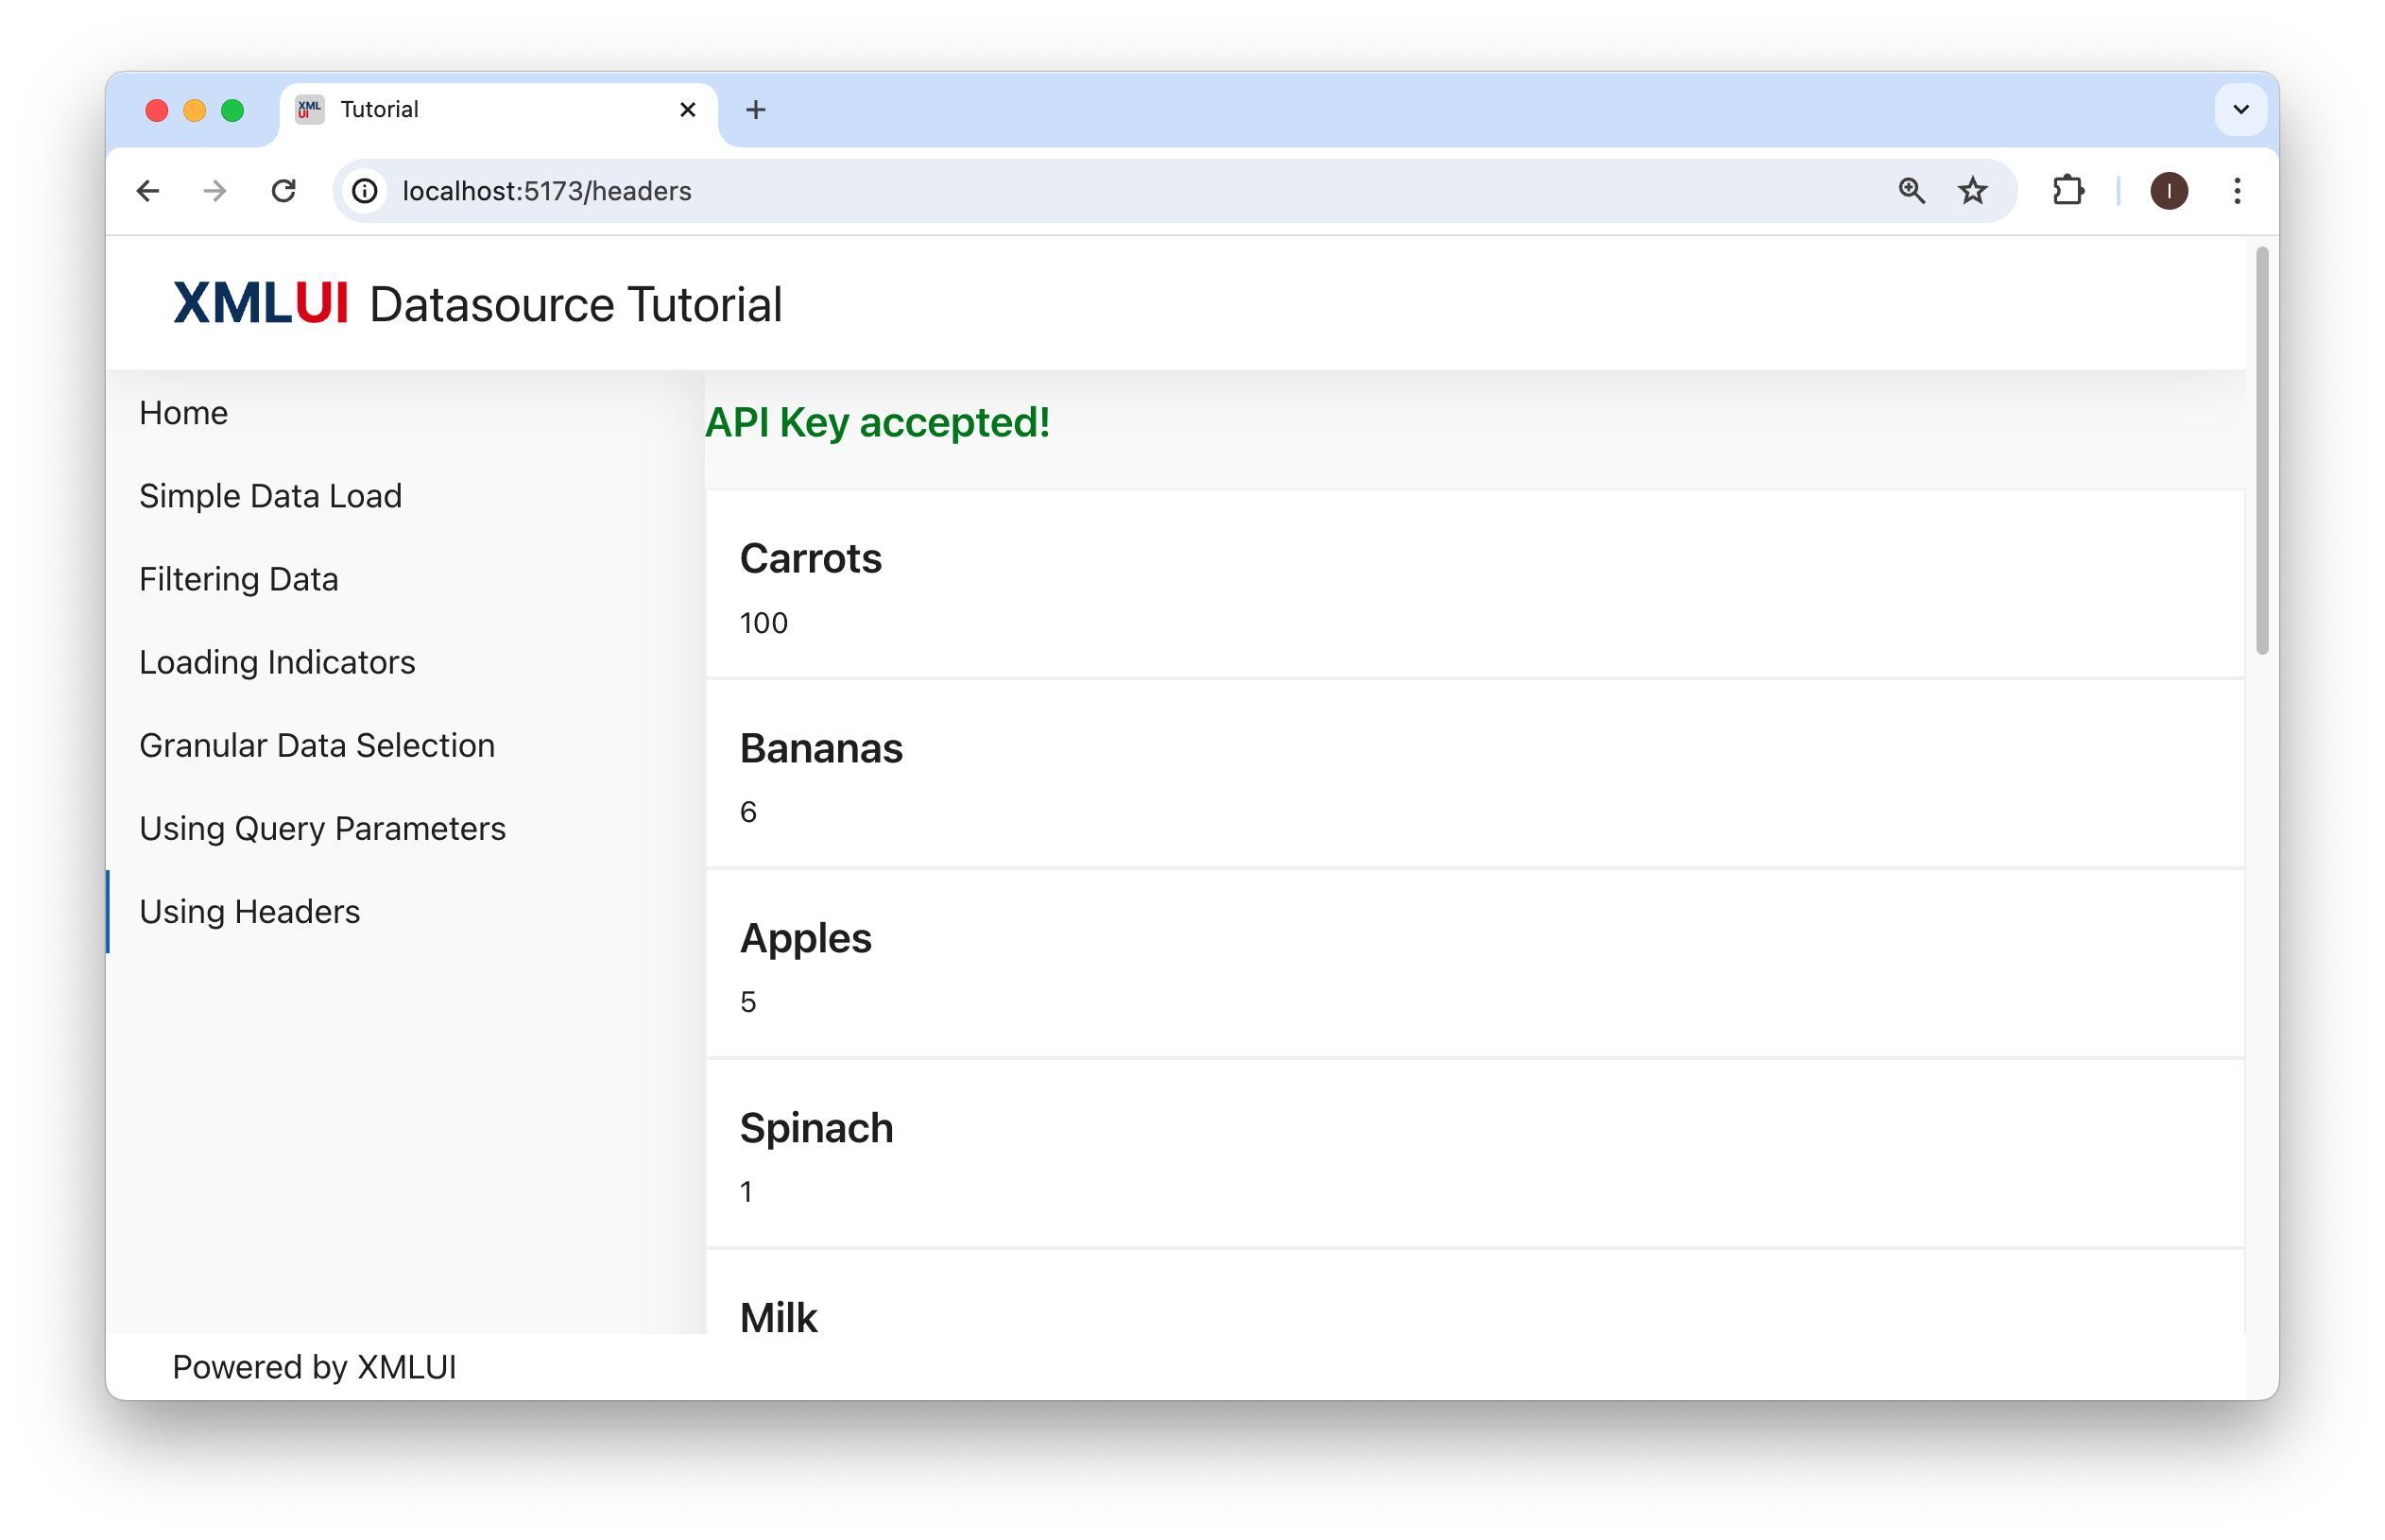 XML
UI
Tutorial
localhost:5173/headers
I
XMLUI Datasource Tutorial
Home
Simple Data Load
Filtering Data
Loading Indicators
Granular Data Selection
Using Query Parameters
Using Headers
API Key accepted!
Carrots
100
Bananas
6
Apples
5
Spinach
1
Milk
Powered by XMLUI